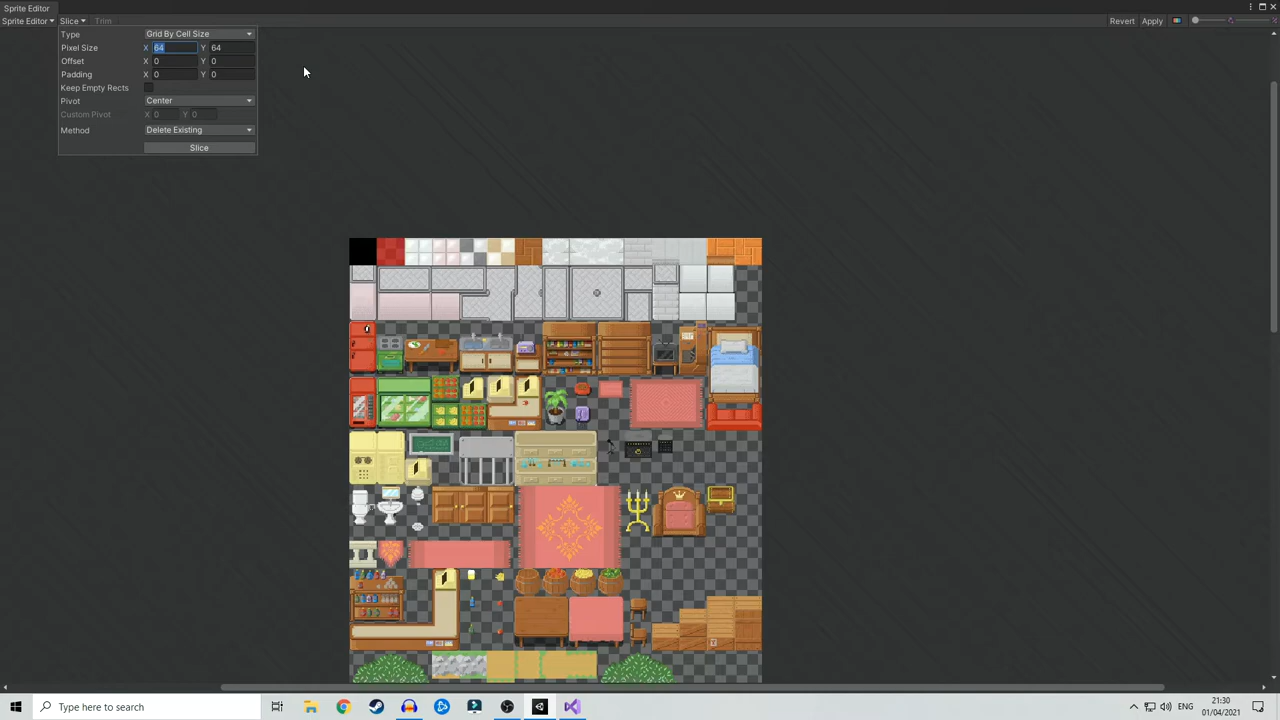 Sprite Editor
Sprite Editor Slice Trim Revert Apply
Type Grid By Cell Size
Pixel Size X 64 Y 64
Offset X 0 Y 0
Padding X 0 Y 0
Keep Empty Rects
Pivot Center
Custom Pivot X 0 Y 0
Method Delete Existing
Slice
Type here to search
ENG
21:30
01/04/2021